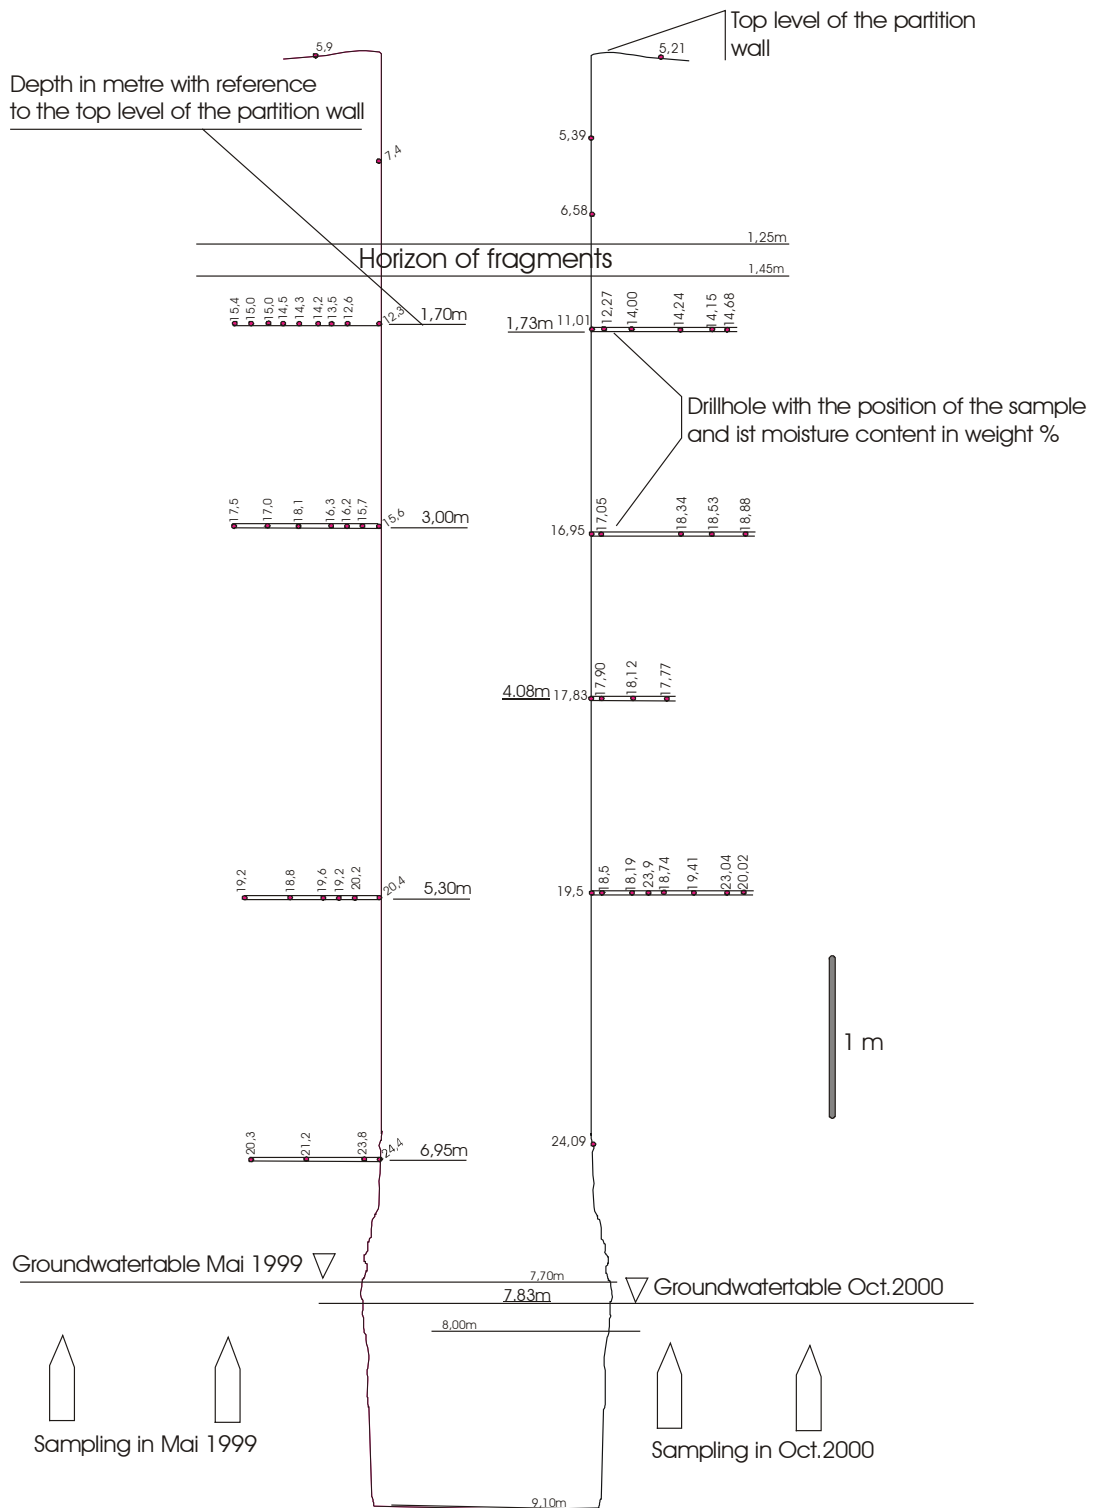 Top level of the partition
wall
5,9
5,21
Depth in metre with reference
to the top level of the partition wall
5,39
7,4
6,58
1,25m
Horizon of fragments
1,45m
15,4 15,0 15,0 14,5 14,3 14,2 13,5 12,6 12,3 1,70m
1,73m 11,01 12,27 14,00 14,24 14,15 14,68
Drillhole with the position of the sample
and ist moisture content in weight %
17,5 17,0 18,1 16,3 16,2 15,7 15,6 3,00m
16,95 17,05 18,34 18,53 18,88
4.08m 17,83 17,90 18,12 17,77
19,2 18,8 19,6 19,2 20,2 20,4 5,30m
19,5 18,5 18,19 23,9 18,74 19,41 23,04 20,02
1 m
20,3 21,2 23,8 24,4 6,95m
24,09
Groundwatertable Mai 1999
7,70m
7.83m
Groundwatertable Oct.2000
8,00m
Sampling in Mai 1999
Sampling in Oct.2000
9,10m